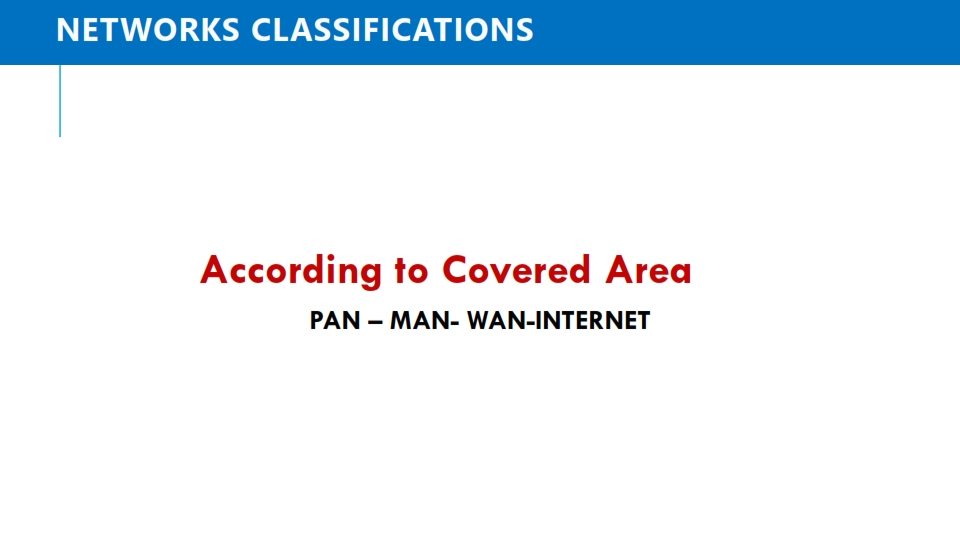 NETWORKS CLASSIFICATIONS
According to Covered Area
PAN – MAN- WAN-INTERNET